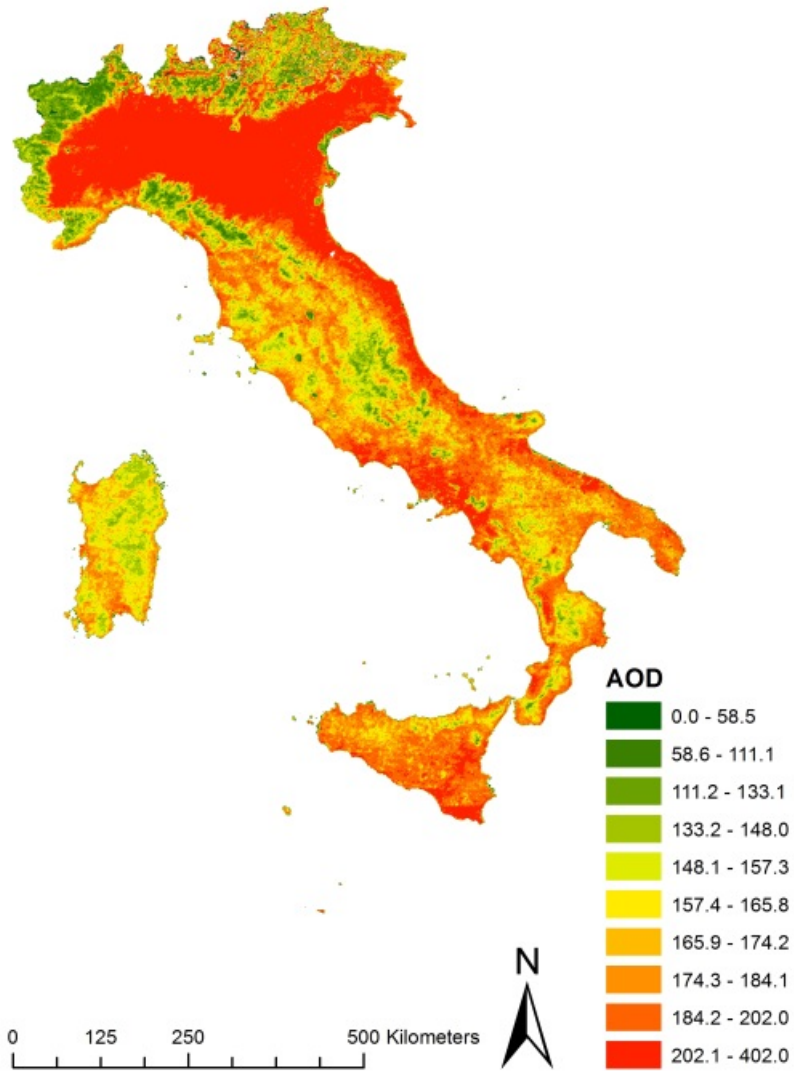 AOD
0.0 - 58.5
58.6 - 111.1
111.2 - 133.1
133.2 - 148.0
148.1 - 157.3
157.4 - 165.8
165.9 - 174.2
174.3 - 184.1
184.2 - 202.0
202.1 - 402.0
N
0 125 250 500 Kilometers